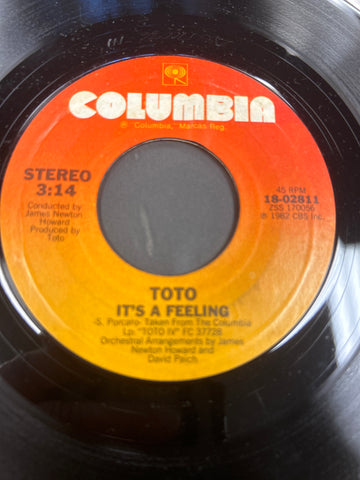 COLUMBIA
® "Columbia," Marcas Reg.
STEREO
3:14
Conducted by
James Newton
Howard
Produced by
Toto
45 RPM
18-02811
ZSS 170056
℗ 1982 CBS Inc.
TOTO
IT'S A FEELING
-S. Porcaro- Taken From The Columbia
Lp. "TOTO IV" FC 37728
Orchestral Arrangements by James
Newton Howard and
David Paich